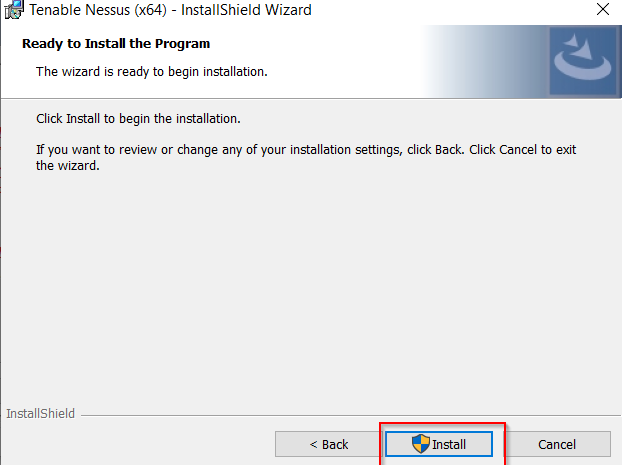 Tenable Nessus (x64) - InstallShield Wizard
Ready to Install the Program
The wizard is ready to begin installation.
Click Install to begin the installation.
If you want to review or change any of your installation settings, click Back. Click Cancel to exit
the wizard.
InstallShield
< Back
Install
Cancel